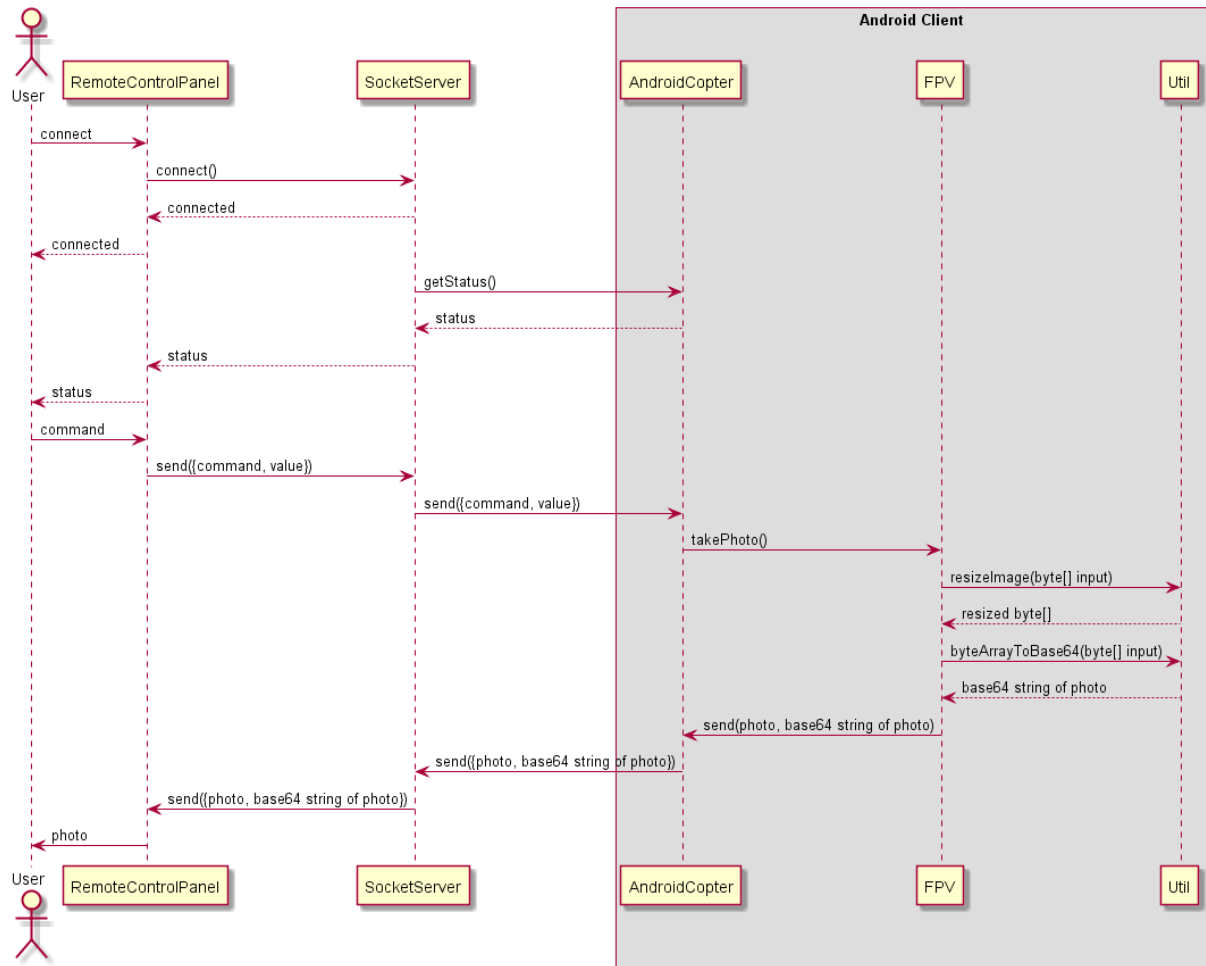 Android Client
User
RemoteControlPanel
SocketServer
AndroidCopter
FPV
Util
connect
connect()
connected
connected
getStatus()
status
status
status
command
send({command, value})
send({command, value})
takePhoto()
resizeImage(byte[] input)
resized byte[]
byteArrayToBase64(byte[] input)
base64 string of photo
send(photo, base64 string of photo)
send({photo, base64 string of photo})
send({photo, base64 string of photo})
photo
User
RemoteControlPanel
SocketServer
AndroidCopter
FPV
Util